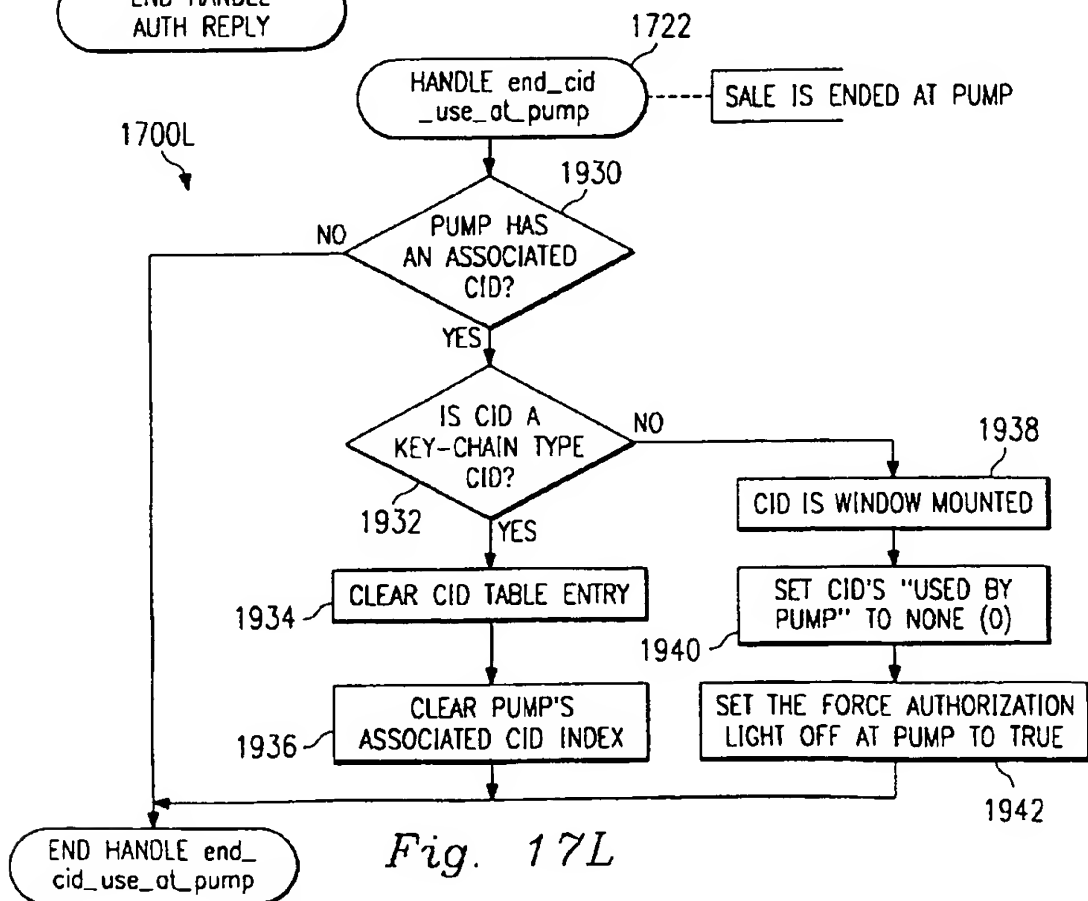 END HANDLE
AUTH REPLY
1722
HANDLE end_cid
_use_at_pump
SALE IS ENDED AT PUMP
1700L
1930
PUMP HAS
AN ASSOCIATED
CID?
NO
YES
IS CID A
KEY-CHAIN TYPE
CID?
NO
1932
YES
1938
CID IS WINDOW MOUNTED
1934
CLEAR CID TABLE ENTRY
SET CID'S "USED BY
PUMP" TO NONE (0)
1940
CLEAR PUMP'S
ASSOCIATED CID INDEX
1936
SET THE FORCE AUTHORIZATION
LIGHT OFF AT PUMP TO TRUE
1942
END HANDLE end_
cid_use_at_pump
Fig. 17L